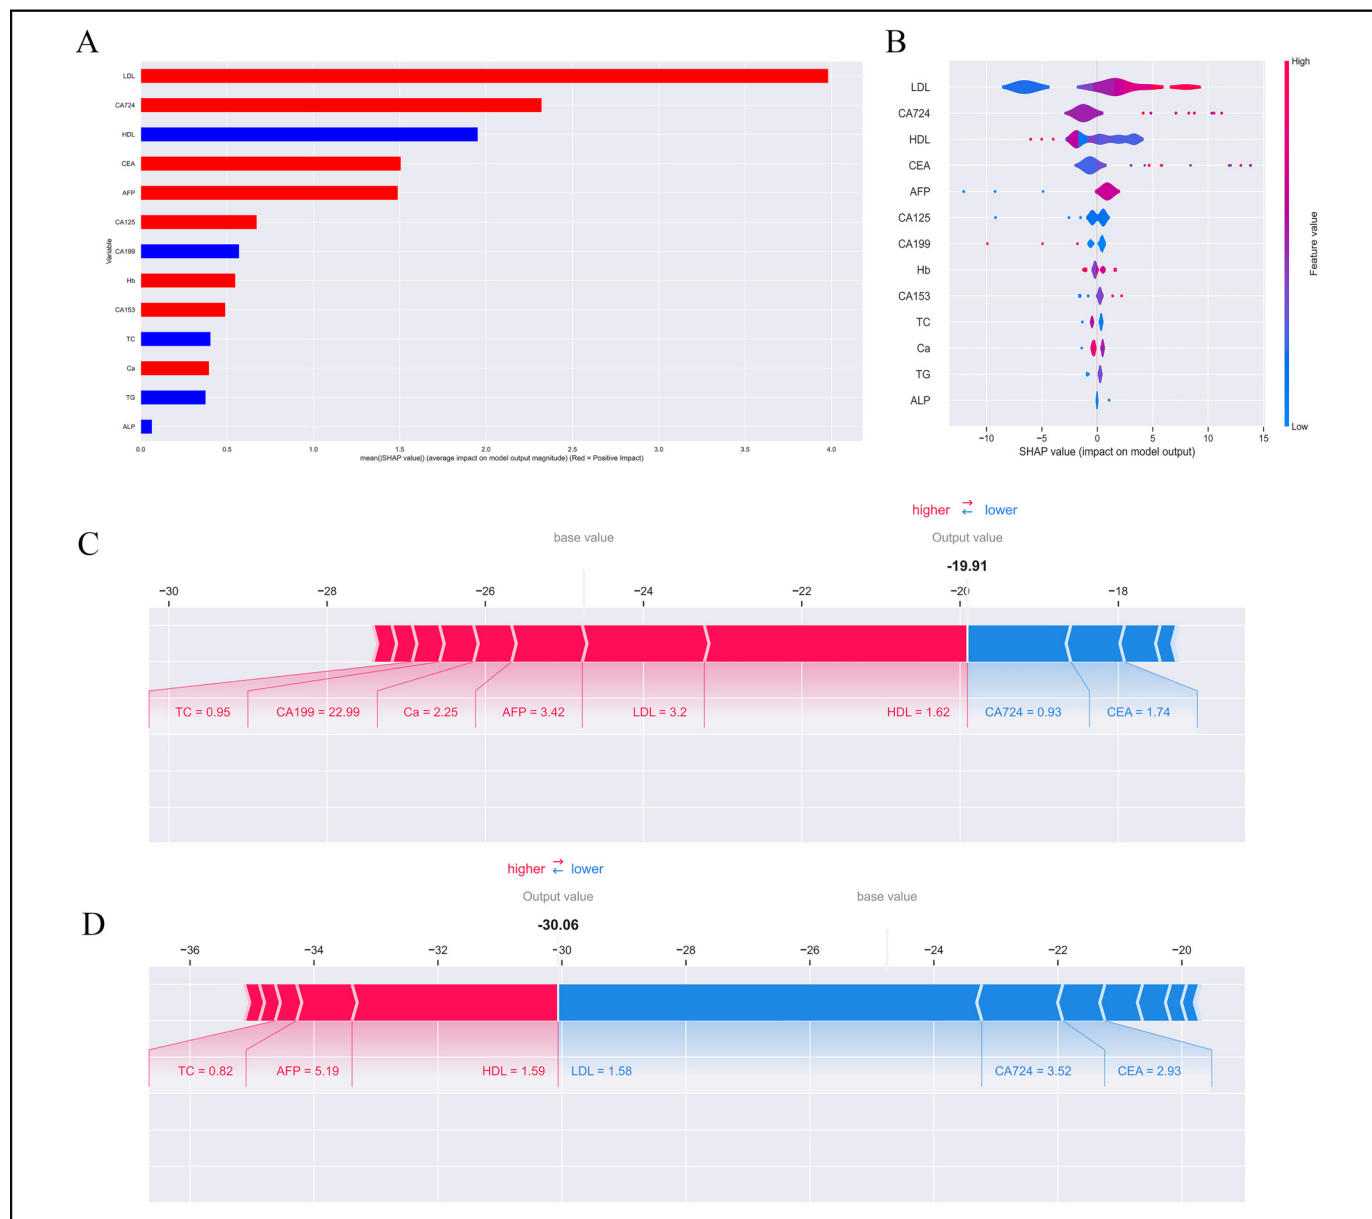 A
LDL
CA724
HDL
CEA
AFP
CA125
CA199
Hb
CA153
TC
Ca
TG
ALP
Variable
0.0 0.5 1.0 1.5 2.0 2.5 3.0 3.5 4.0
mean(|SHAP value|) (average impact on model output magnitude) (Red = Positive Impact)
B
LDL
CA724
HDL
CEA
AFP
CA125
CA199
Hb
CA153
TC
Ca
TG
ALP
−10 −5 0 5 10 15
SHAP value (impact on model output)
High
Feature value
Low
C
higher ⇄ lower
base value Output value
-19.91
−30 −28 −26 −24 −22 −20 −18
TC = 0.95 CA199 = 22.99 Ca = 2.25 AFP = 3.42 LDL = 3.2 HDL = 1.62 CA724 = 0.93 CEA = 1.74
D
higher ⇄ lower
Output value base value
-30.06
−36 −34 −32 −30 −28 −26 −24 −22 −20
TC = 0.82 AFP = 5.19 HDL = 1.59 LDL = 1.58 CA724 = 3.52 CEA = 2.93